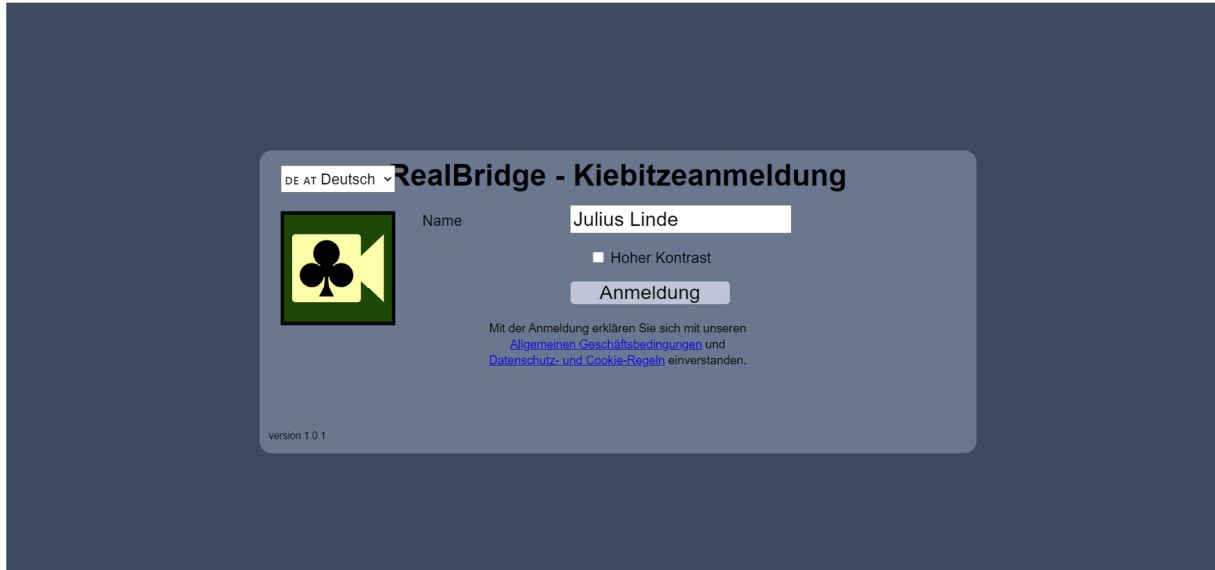 DE AT Deutsch
RealBridge - Kiebitzeanmeldung
Name
Julius Linde
Hoher Kontrast
Anmeldung
Mit der Anmeldung erklären Sie sich mit unseren
Allgemeinen Geschäftsbedingungen und
Datenschutz- und Cookie-Regeln einverstanden.
version 1.0.1